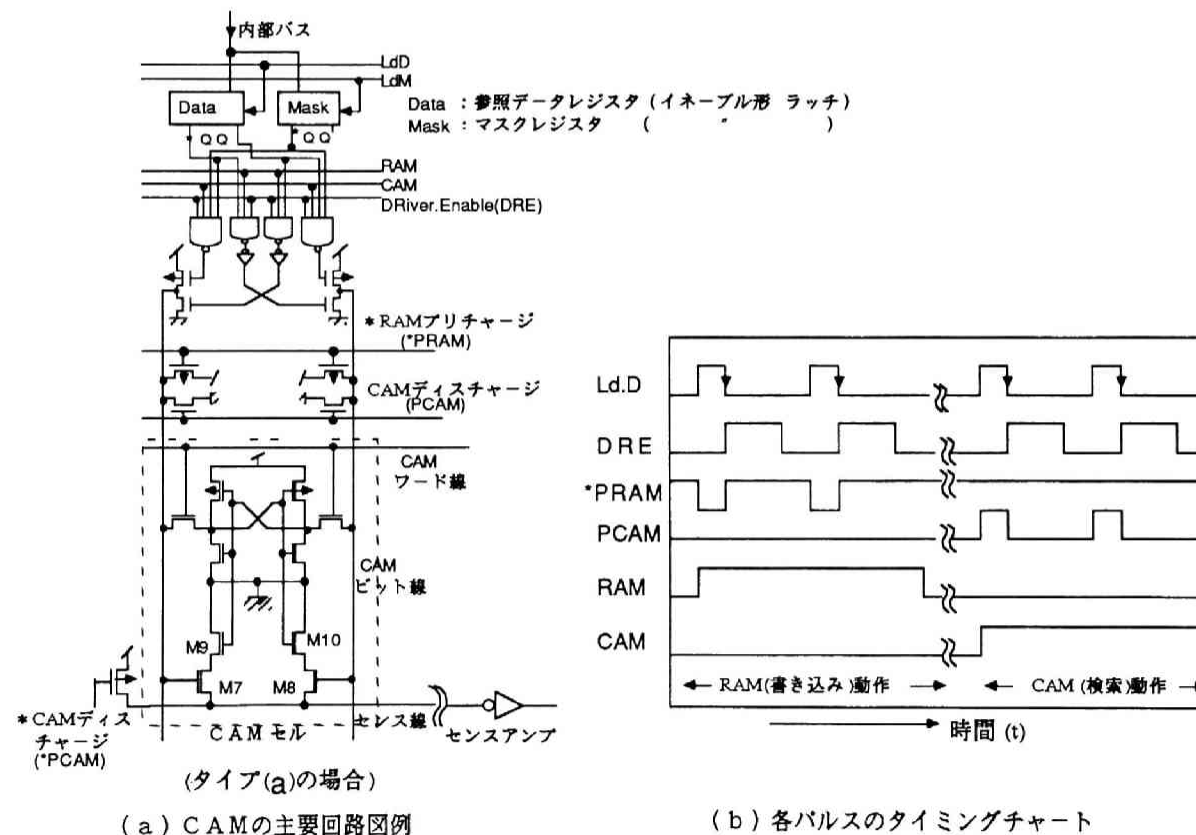 内部バス
LdD
LdM
Data
Mask
Data : 参照データレジスタ (イネーブル形 ラッチ)
Mask : マスクレジスタ ( 〃 )
* Q Q
* Q Q
RAM
CAM
DRiver.Enable(DRE)
*RAMプリチャージ
(*PRAM)
CAMディスチャージ
(PCAM)
CAM
ワード線
CAM
ビット線
M9
M10
M7
M8
*CAMディス
チャージ
(*PCAM)
CAMセル
センス線
センスアンプ
(タイプ(a)の場合)
(a) CAMの主要回路図例
Ld.D
DRE
*PRAM
PCAM
RAM
CAM
RAM(書き込み)動作
CAM (検索)動作
時間 (t)
(b) 各パルスのタイミングチャート